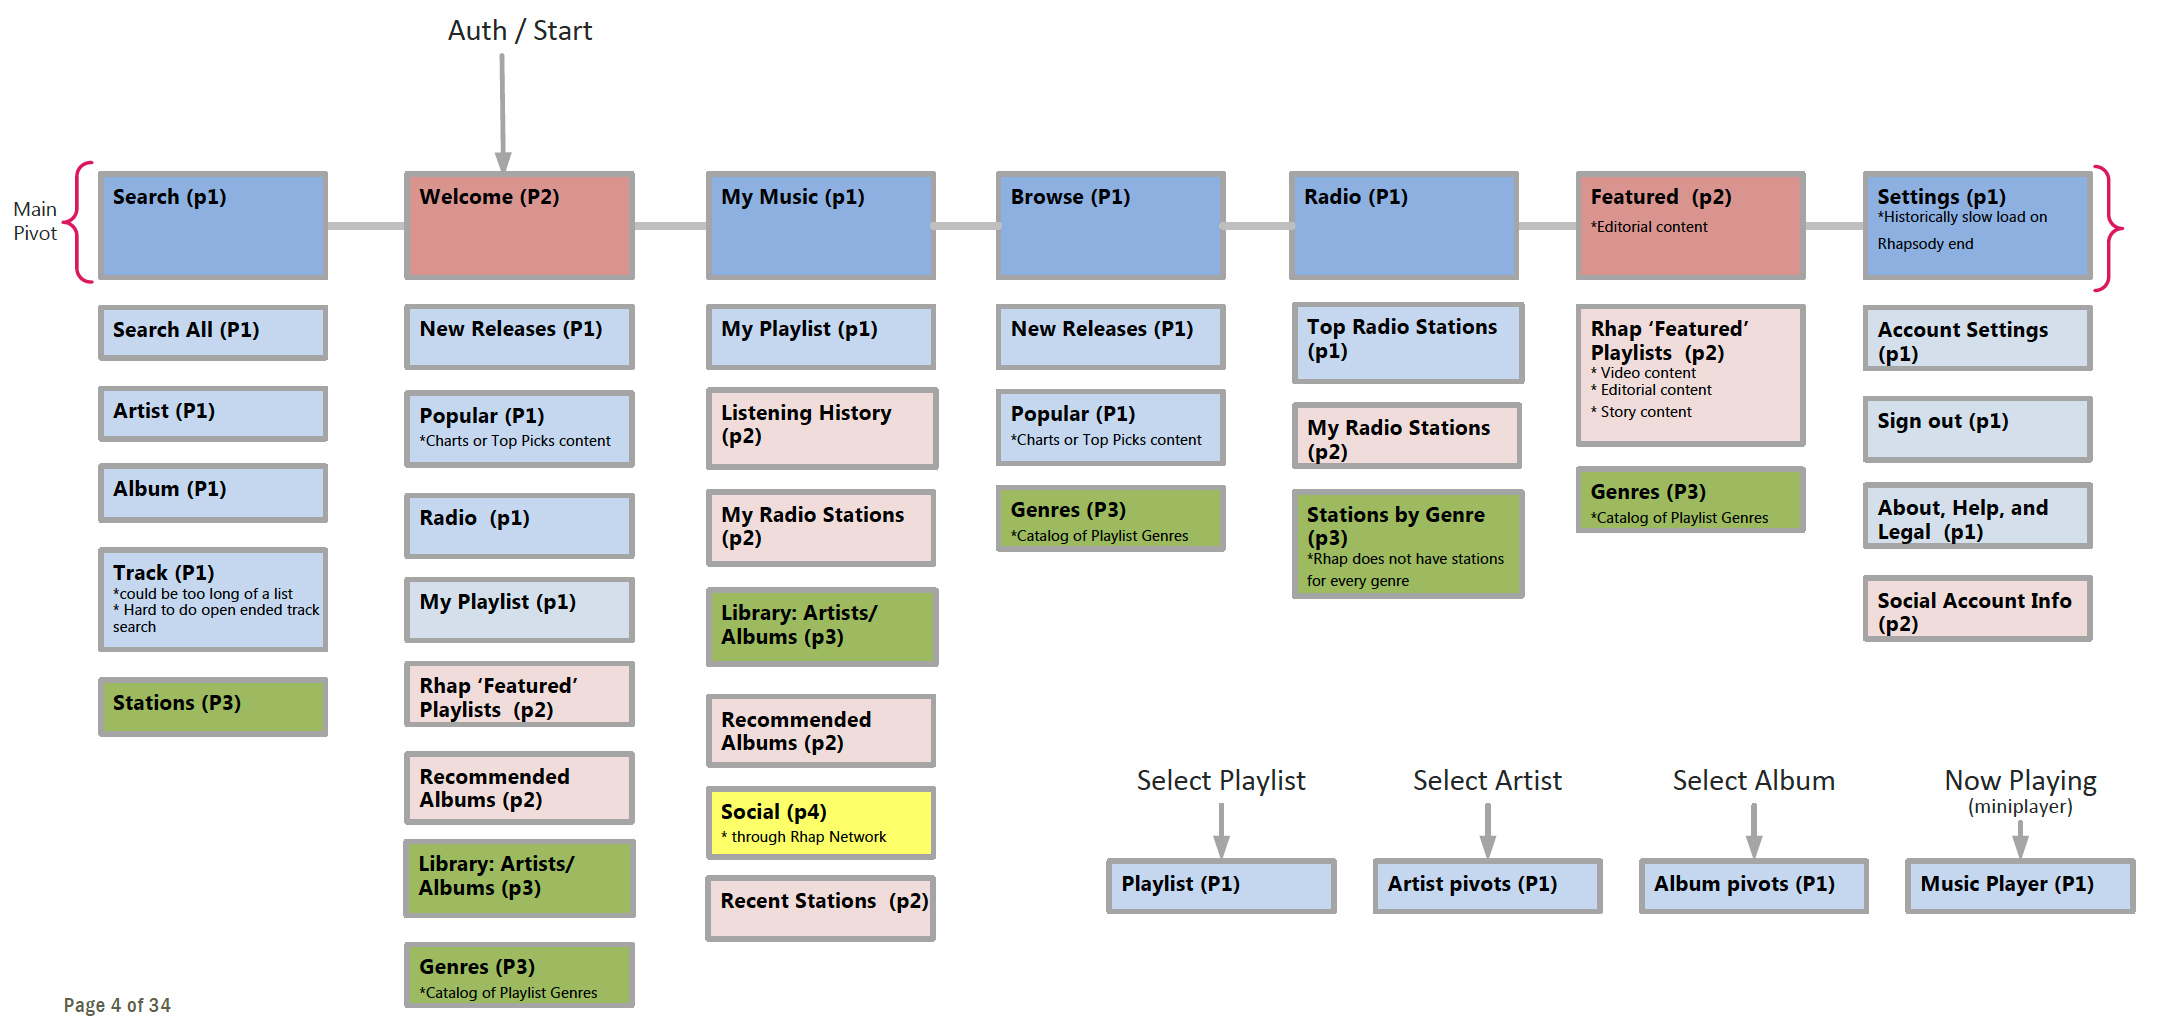 Auth / Start
Main
Pivot
Search (p1)
Welcome (P2)
My Music (p1)
Browse (P1)
Radio (P1)
Featured  (p2)
*Editorial content
Settings (p1)
*Historically slow load on
Rhapsody end
Search All (P1)
Artist (P1)
Album (P1)
Track (P1)
*could be too long of a list
* Hard to do open ended track
search
Stations (P3)
New Releases (P1)
Popular (P1)
*Charts or Top Picks content
Radio  (p1)
My Playlist (p1)
Rhap ‘Featured’
Playlists  (p2)
Recommended
Albums (p2)
Library: Artists/
Albums (p3)
Genres (P3)
*Catalog of Playlist Genres
My Playlist (p1)
Listening History
(p2)
My Radio Stations
(p2)
Library: Artists/
Albums (p3)
Recommended
Albums (p2)
Social (p4)
* through Rhap Network
Recent Stations  (p2)
New Releases (P1)
Popular (P1)
*Charts or Top Picks content
Genres (P3)
*Catalog of Playlist Genres
Top Radio Stations
(p1)
My Radio Stations
(p2)
Stations by Genre
(p3)
*Rhap does not have stations
for every genre
Rhap ‘Featured’
Playlists  (p2)
* Video content
* Editorial content
* Story content
Genres (P3)
*Catalog of Playlist Genres
Account Settings
(p1)
Sign out (p1)
About, Help, and
Legal  (p1)
Social Account Info
(p2)
Select Playlist
Playlist (P1)
Select Artist
Artist pivots (P1)
Select Album
Album pivots (P1)
Now Playing
(miniplayer)
Music Player (P1)
Page 4 of 34